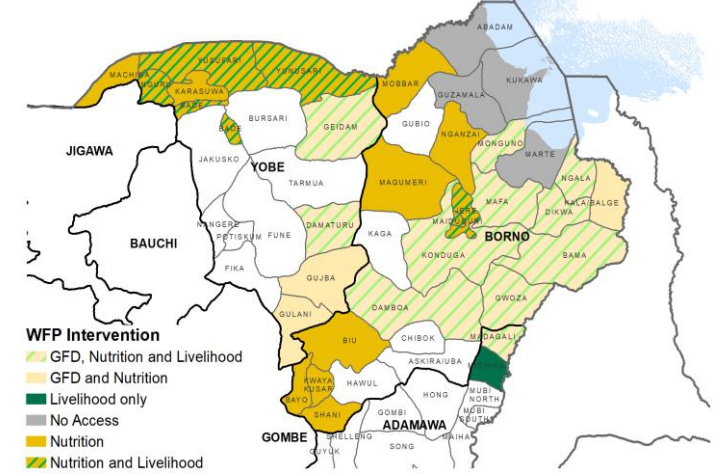 ABADAM
YUSUFARI
YUNUSARI
MACHINA
NGURU
KARASUWA
BADE
MOBBAR
KUKAWA
GUZAMALA
BADE
BURSARI
GEIDAM
GUBIO
NGANZAI
MONGUNO
MARTE
JIGAWA
JAKUSKO
YOBE
TARMUA
MAGUMERI
NGALA
JERE
MAFA
KALA/BALGE
DIKWA
MAIDUGURI
NANGERE
POTISKUM
FUNE
DAMATURU
KAGA
BORNO
BAUCHI
KONDUGA
BAMA
FIKA
GUJBA
GULANI
DAMBOA
GWOZA
WFP Intervention
GFD, Nutrition and Livelihood
GFD and Nutrition
Livelihood only
No Access
Nutrition
Nutrition and Livelihood
BIU
CHIBOK
MADAGALI
ASKIRA/UBA
MICHIKA
KWAYA
KUSAR
HAWUL
BAYO
SHANI
HONG
MUBI
NORTH
MUBI
SOUTH
GOMBI
ADAMAWA
MAIHA
GOMBE
SHELLENG
SONG
GUYUK